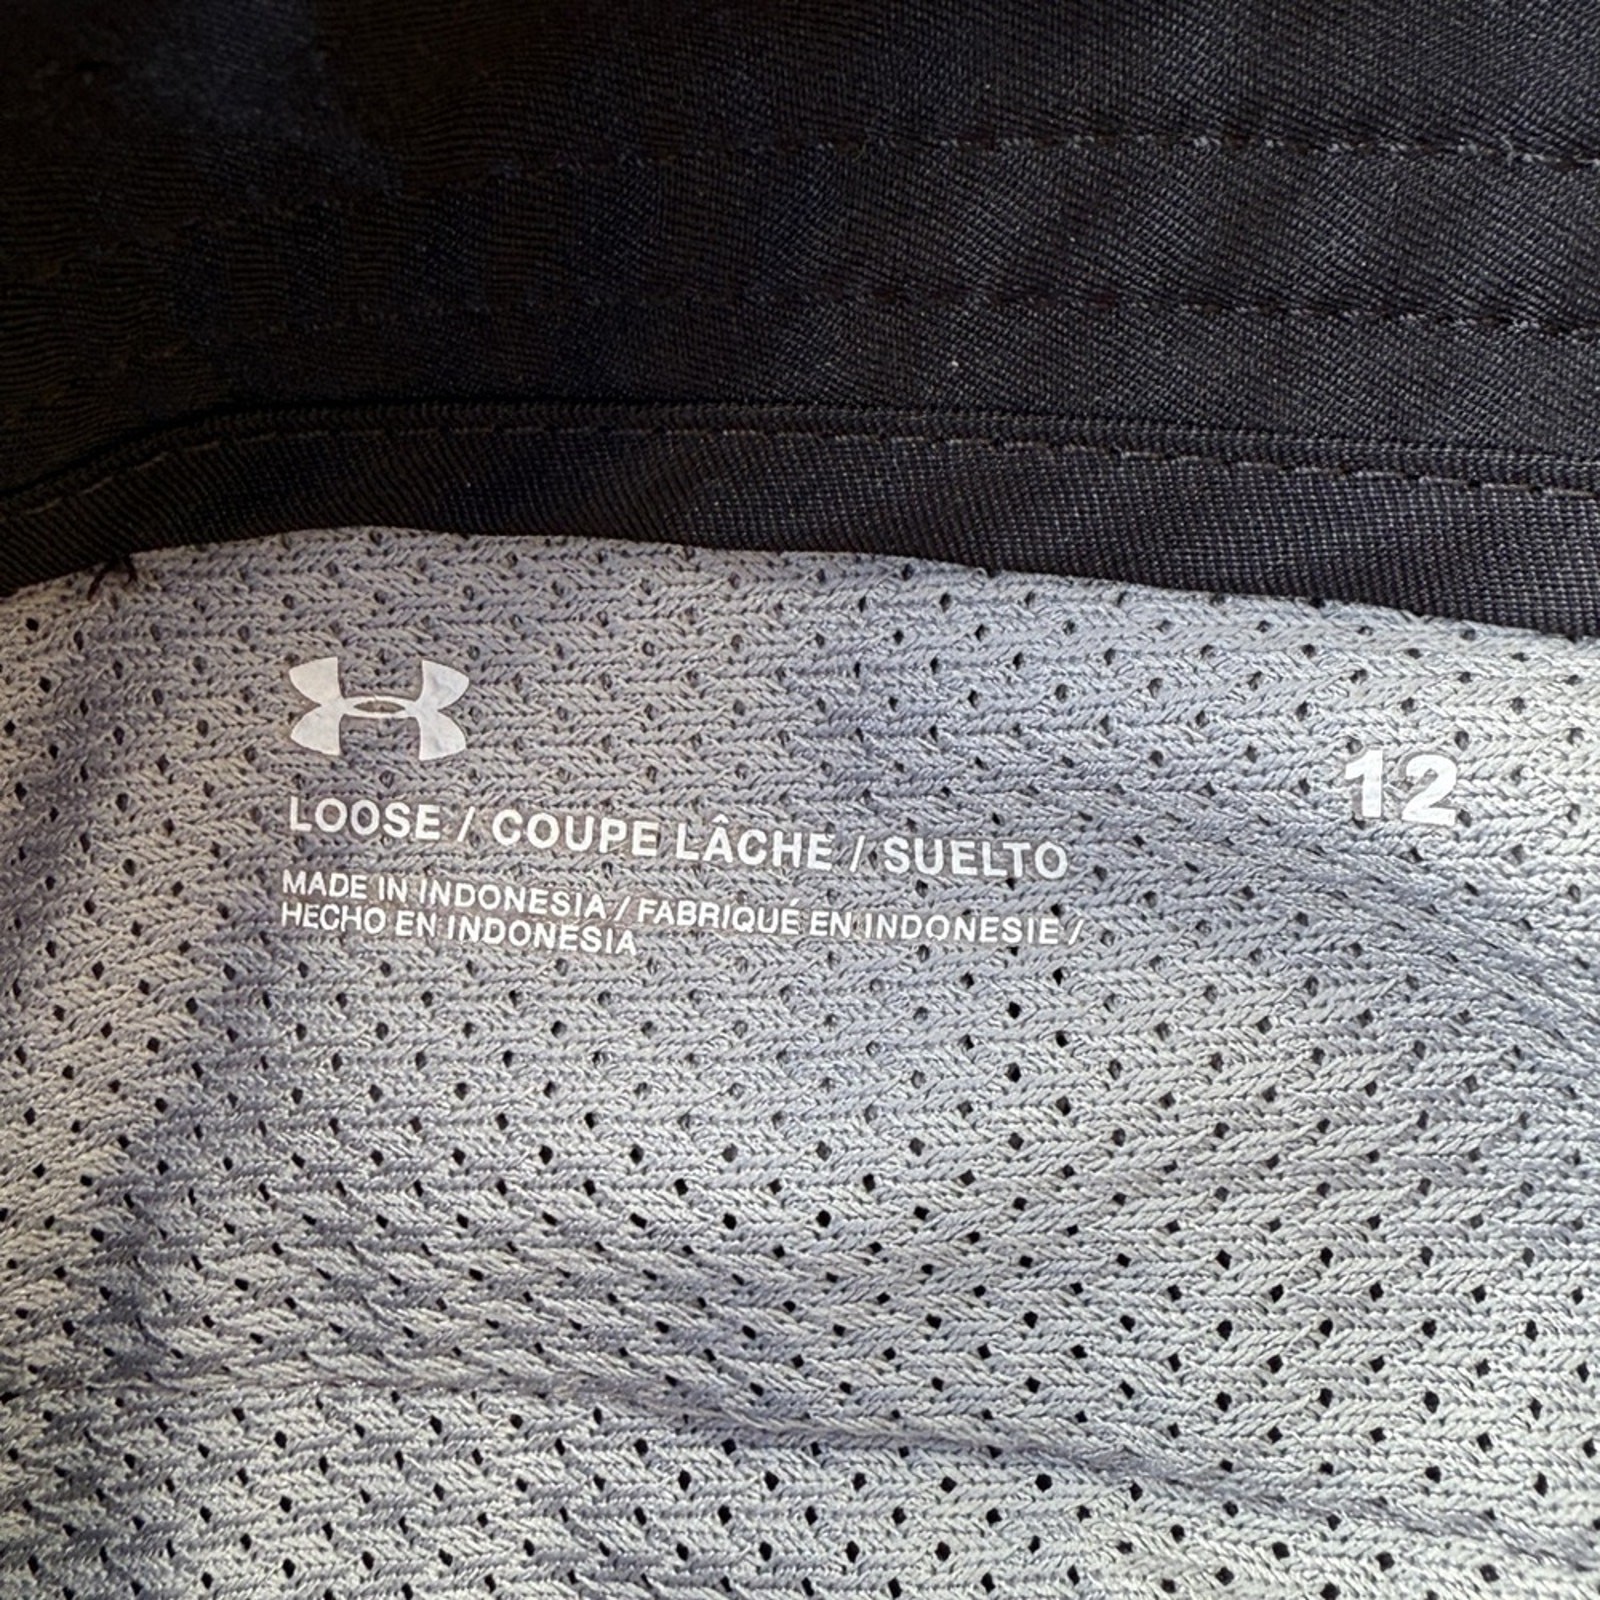 LOOSE / COUPE LÂCHE / SUELTO
MADE IN INDONESIA / FABRIQUÉ EN INDONESIE /
HECHO EN INDONESIA
12